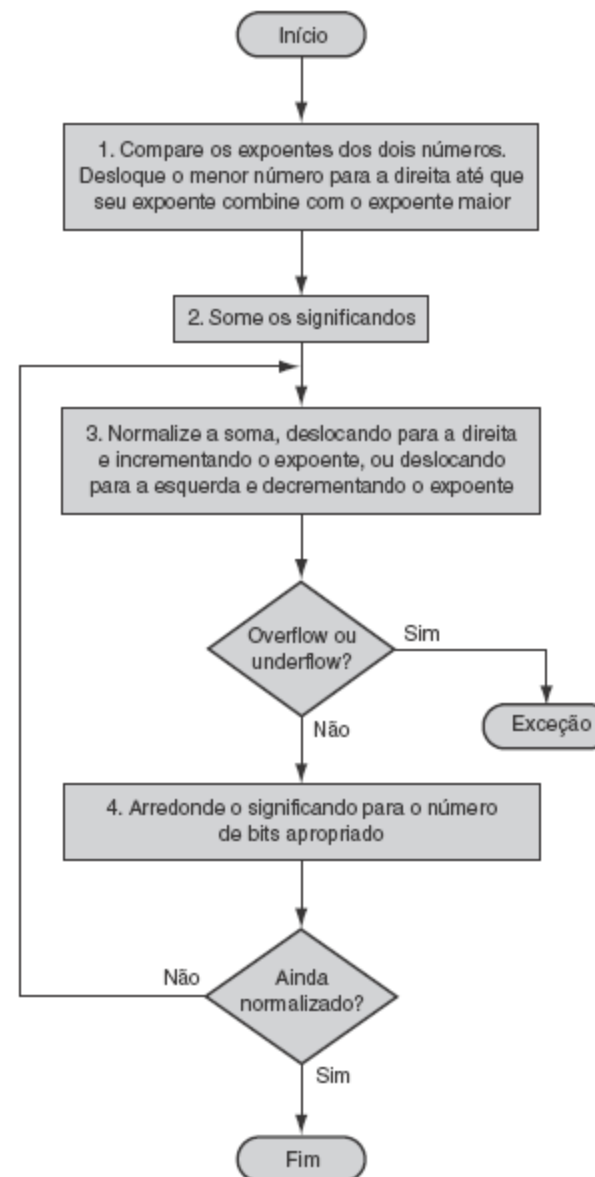 Início
1. Compare os expoentes dos dois números.
Desloque o menor número para a direita até que
seu expoente combine com o expoente maior
2. Some os significandos
3. Normalize a soma, deslocando para a direita
e incrementando o expoente, ou deslocando
para a esquerda e decrementando o expoente
Overflow ou
underflow?
Sim
Exceção
Não
4. Arredonde o significando para o número
de bits apropriado
Não
Ainda
normalizado?
Sim
Fim